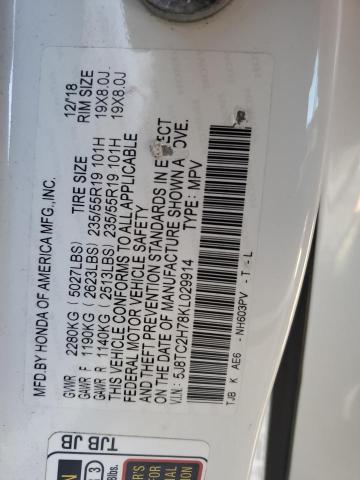 MFD.BY HONDA OF AMERICA MFG.,INC. 12/18
TIRE SIZE RIM SIZE
GVWR 2280KG (5027LBS)
GAWR F 1190KG (2623LBS) 235/55R19 101H 19X8.0J
GAWR R 1140KG (2513LBS) 235/55R19 101H 19X8.0J
THIS VEHICLE CONFORMS TO ALL APPLICABLE
FEDERAL MOTOR VEHICLE SAFETY
AND THEFT PREVENTION STANDARDS IN EFFECT
ON THE DATE OF MANUFACTURE SHOWN A OVE.
V.I.N.: 5J8TC2H78KL029914 TYPE: MPV
TJB K AE6 - NH603PV - T - L
TJB JB